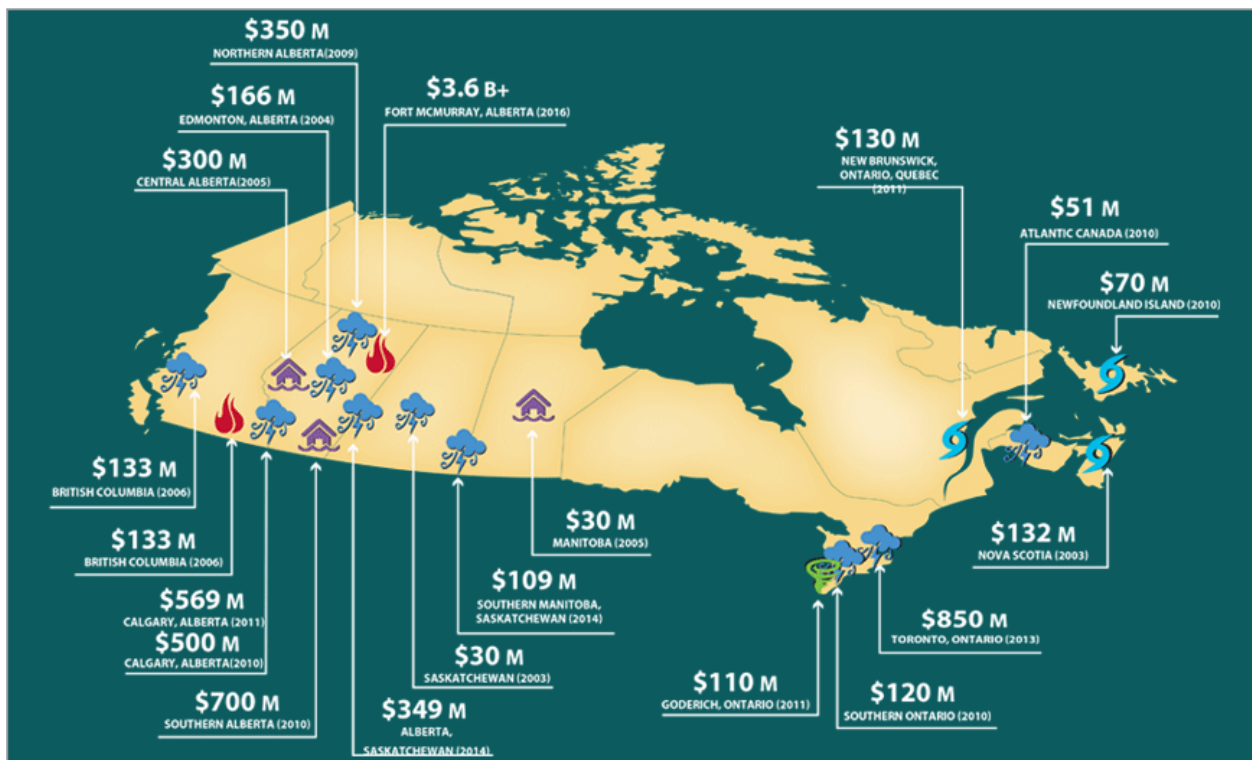 $350 M
NORTHERN ALBERTA(2009)
$3.6 B+
FORT MCMURRAY, ALBERTA (2016)
$166 M
EDMONTON, ALBERTA (2004)
$300 M
CENTRAL ALBERTA(2005)
$130 M
NEW BRUNSWICK,
ONTARIO, QUEBEC
(2011)
$51 M
ATLANTIC CANADA (2010)
$70 M
NEWFOUNDLAND ISLAND (2010)
$133 M
BRITISH COLUMBIA (2006)
$133 M
BRITISH COLUMBIA (2006)
$569 M
CALGARY, ALBERTA (2011)
$500 M
CALGARY, ALBERTA(2010)
$700 M
SOUTHERN ALBERTA (2010)
$349 M
ALBERTA,
SASKATCHEWAN (2014)
$30 M
SASKATCHEWAN (2003)
$109 M
SOUTHERN MANITOBA,
SASKATCHEWAN (2014)
$30 M
MANITOBA (2005)
$110 M
GODERICH, ONTARIO (2011)
$120 M
SOUTHERN ONTARIO (2010)
$850 M
TORONTO, ONTARIO (2013)
$132 M
NOVA SCOTIA (2003)